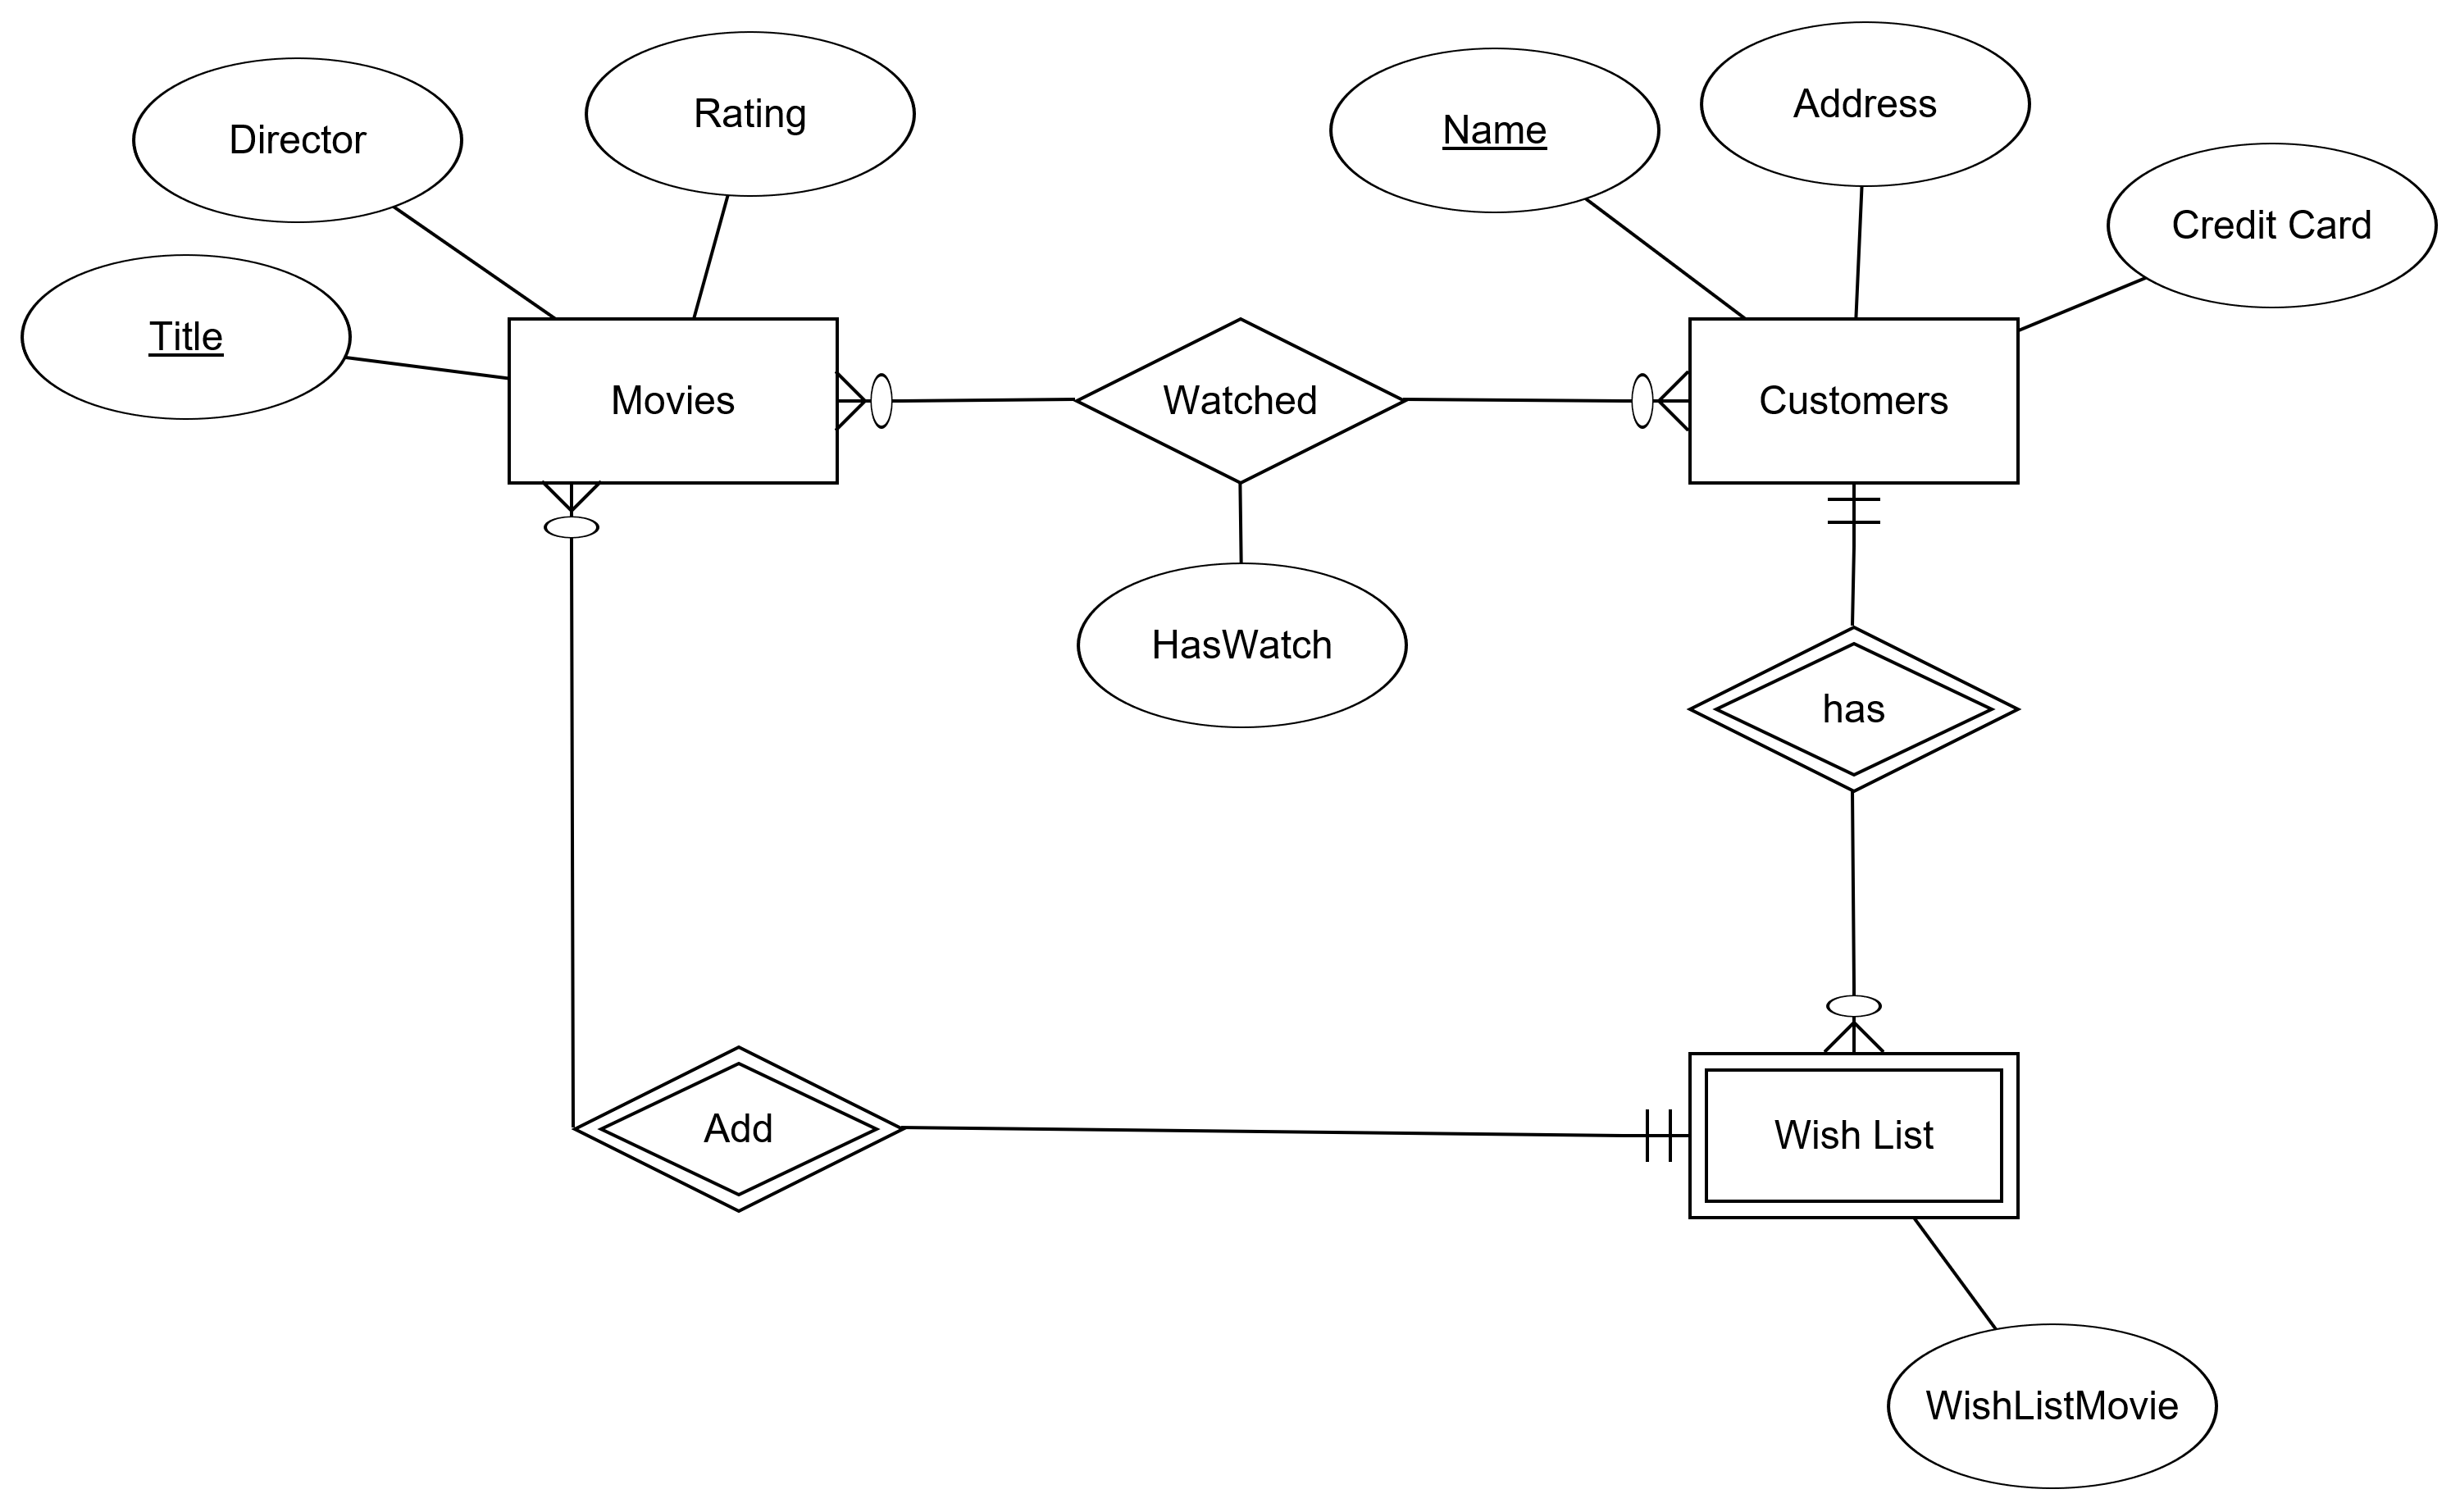 Director
Rating
Name
Address
Credit Card
Title
Movies
Watched
Customers
HasWatch
has
Add
Wish List
WishListMovie